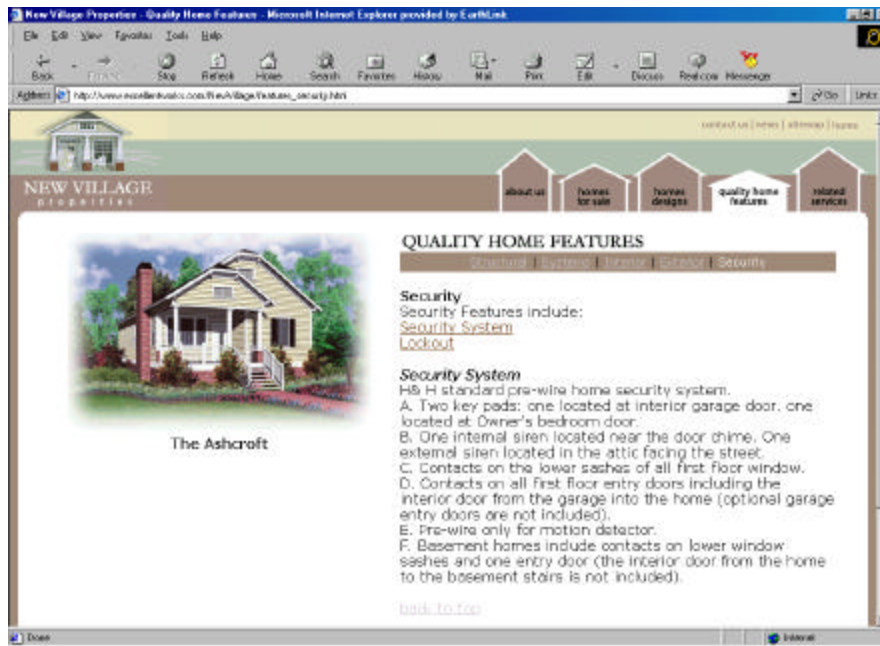 New Village Properties - Quality Home Features - Microsoft Internet Explorer provided by EarthLink
File Edit View Favorites Tools Help
Back Stop Refresh Home Search Favorites History Mail Print Edit Discuss Real.com Messenger
Address Go Links
contact us | news | sitemap | home
NEW VILLAGE
properties
about us
homes for sale
homes designs
quality home features
related services
QUALITY HOME FEATURES
Structural | Systems | Interior | Exterior | Security
Security
Security Features include:
Security System
Lockout
Security System
H& H standard pre-wire home security system.
A. Two key pads: one located at interior garage door, one
located at Owner's bedroom door.
B. One internal siren located near the door chime. One
external siren located in the attic facing the street.
C. Contacts on the lower sashes of all first floor window.
D. Contacts on all first floor entry doors including the
interior door from the garage into the home (optional garage
entry doors are not included).
E. Pre-wire only for motion detector.
F. Basement homes include contacts on lower window
sashes and one entry door (the interior door from the home
to the basement stairs is not included).
back to top
The Ashcroft
Done
Internet